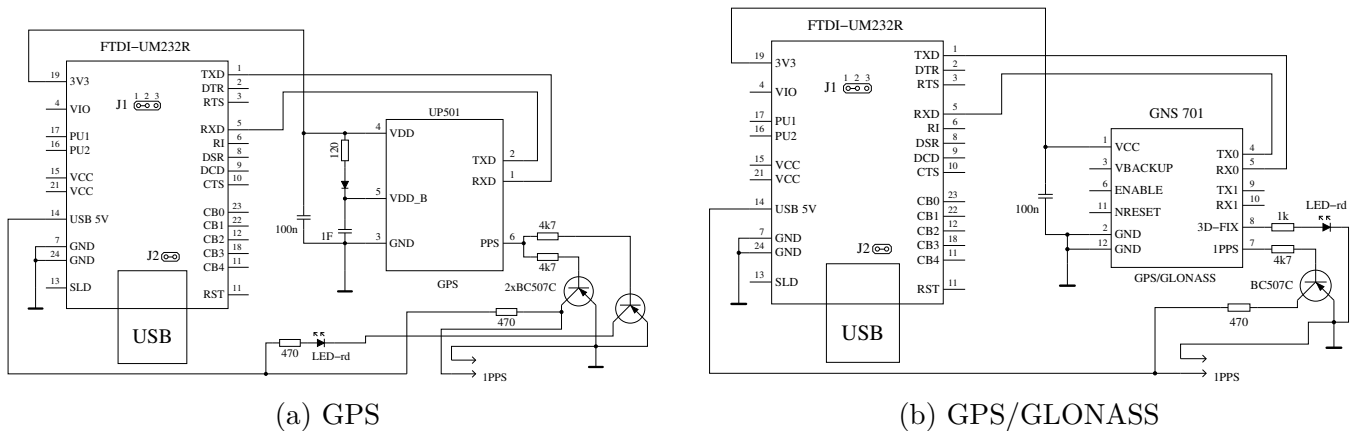 FTDI−UM232R
19
3V3
TXD
1
DTR
2
RTS
3
1 2 3
J1
4
VIO
RXD
5
RI
6
17
PU1
16
PU2
DSR
8
DCD
9
CTS
10
15
VCC
21
VCC
14
USB 5V
CB0
23
CB1
22
CB2
12
CB3
18
CB4
11
7
GND
24
GND
J2
13
SLD
RST
11
USB
UP501
4
VDD
120
TXD
2
RXD
1
5
VDD_B
100n
1F
3
GND
PPS
6
4k7
4k7
GPS
2xBC507C
470
470
LED−rd
1PPS
(a) GPS
FTDI−UM232R
19
3V3
TXD
1
DTR
2
RTS
3
1 2 3
J1
4
VIO
RXD
5
RI
6
17
PU1
16
PU2
DSR
8
DCD
9
CTS
10
15
VCC
21
VCC
14
USB 5V
CB0
23
CB1
22
CB2
12
CB3
18
CB4
11
7
GND
24
GND
J2
13
SLD
RST
11
USB
GNS 701
1
VCC
TX0
4
3
VBACKUP
RX0
5
6
ENABLE
TX1
9
11
NRESET
RX1
10
100n
2
GND
3D−FIX
8
1k
LED−rd
12
GND
1PPS
7
4k7
GPS/GLONASS
BC507C
470
1PPS
(b) GPS/GLONASS